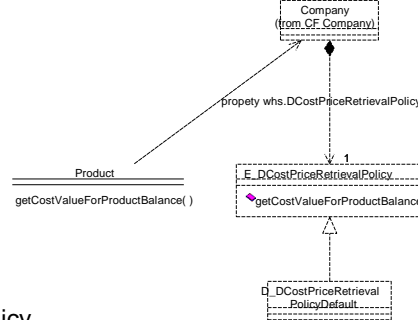 Company
(from CF Company)
propety whs.DCostPriceRetrievalPolicy
1
Product
getCostValueForProductBalance( )
E_DCostPriceRetrievalPolicy
getCostValueForProductBalance
D_DCostPriceRetrieval
PolicyDefault
icy